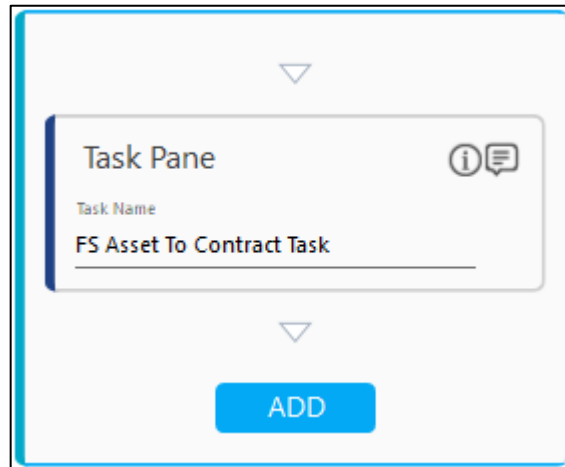 Task Pane
Task Name
FS Asset To Contract Task
ADD